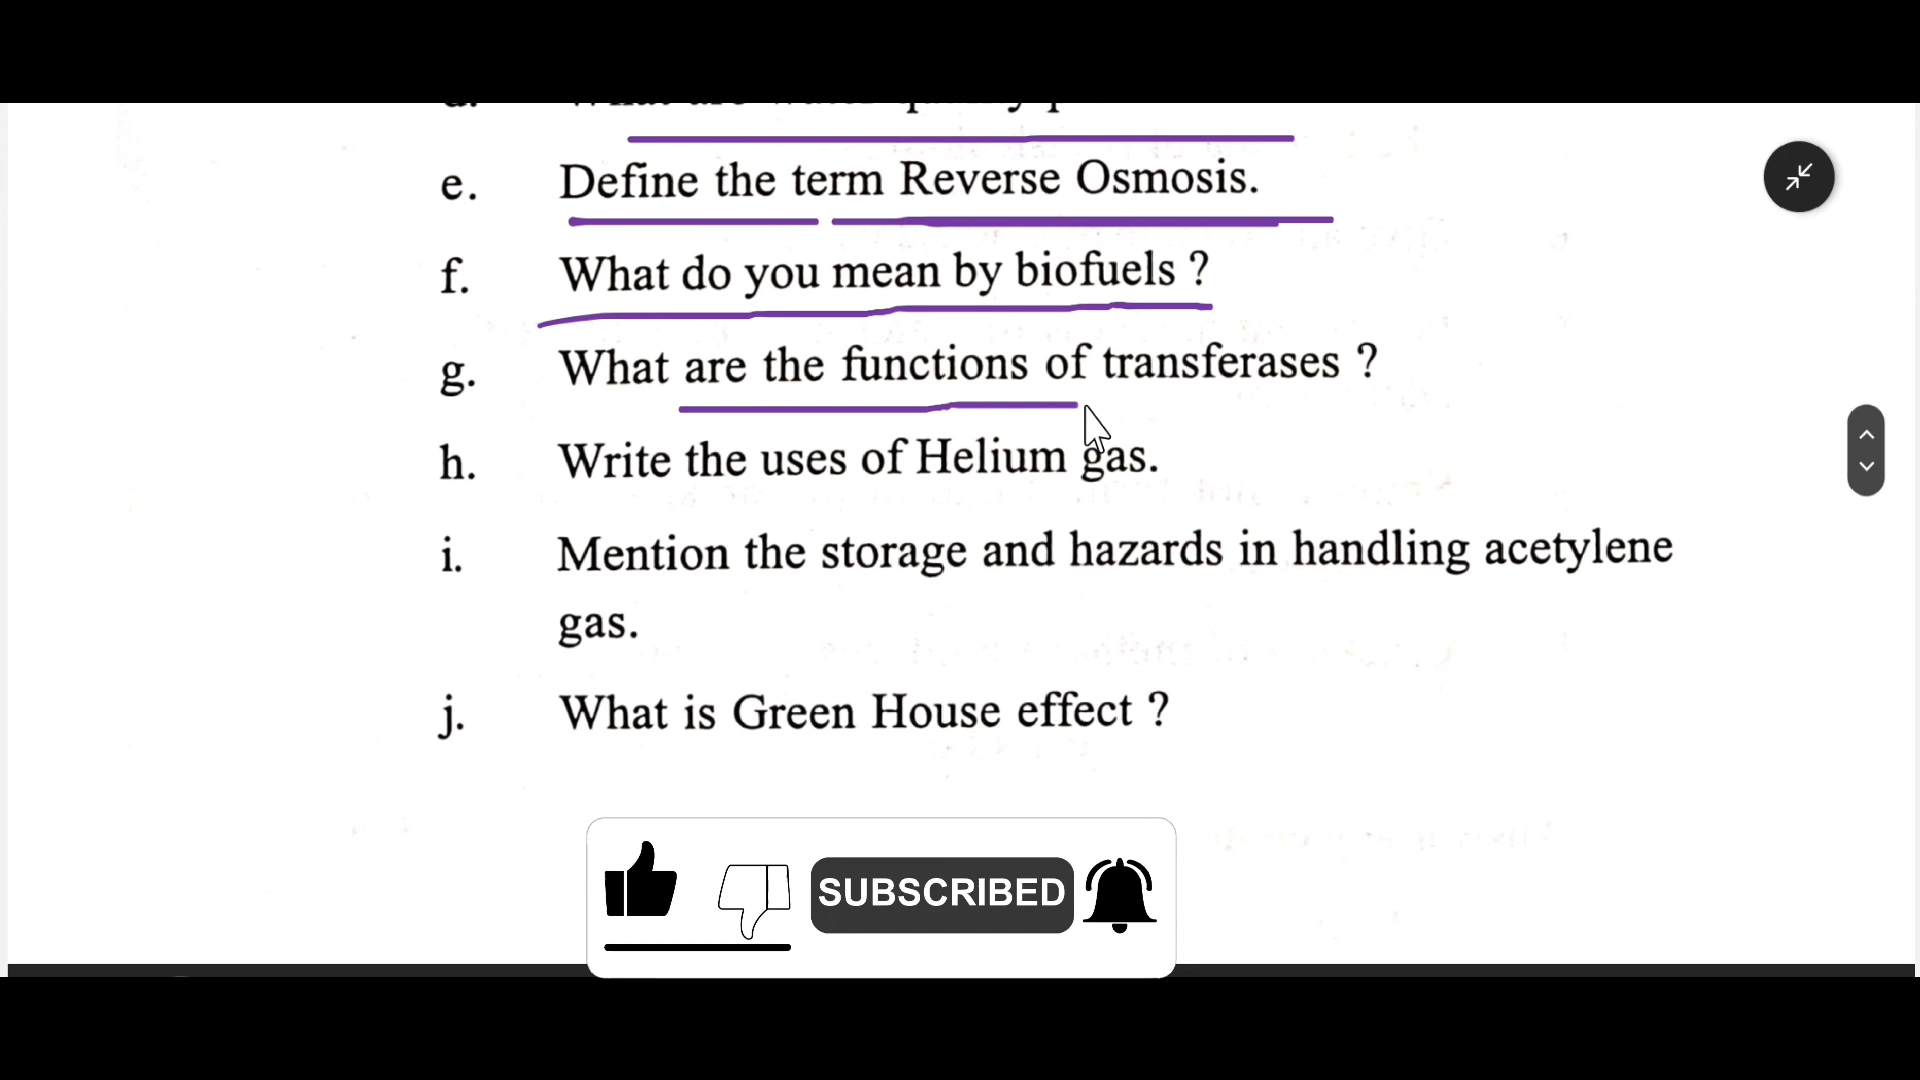 e. Define the term Reverse Osmosis.
f. What do you mean by biofuels ?
g. What are the functions of transferases ?
h. Write the uses of Helium gas.
i. Mention the storage and hazards in handling acetylene
gas.
j. What is Green House effect ?
SUBSCRIBED